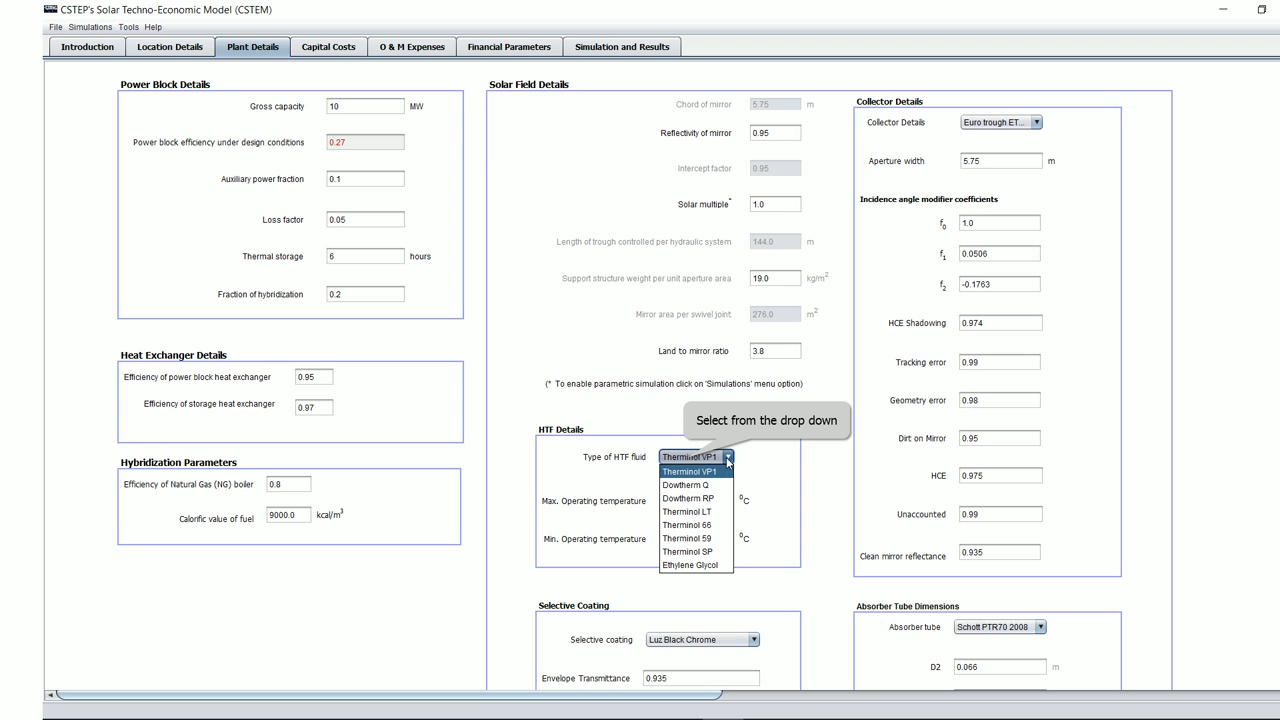 CSTEP's Solar Techno-Economic Model (CSTEM)
File Simulations Tools Help
Introduction Location Details Plant Details Capital Costs O & M Expenses Financial Parameters Simulation and Results
Power Block Details
Gross capacity 10 MW
Power block efficiency under design conditions 0.27
Auxiliary power fraction 0.1
Loss factor 0.05
Thermal storage 6 hours
Fraction of hybridization 0.2
Heat Exchanger Details
Efficiency of power block heat exchanger 0.95
Efficiency of storage heat exchanger 0.97
Hybridization Parameters
Efficiency of Natural Gas (NG) boiler 0.8
Calorific value of fuel 9000.0 kcal/m³
Solar Field Details
Chord of mirror 5.75 m
Reflectivity of mirror 0.95
Intercept factor 0.95
Solar multiple* 1.0
Length of trough controlled per hydraulic system 144.0 m
Support structure weight per unit aperture area 19.0 kg/m²
Mirror area per swivel joint 276.0 m²
Land to mirror ratio 3.8
(* To enable parametric simulation click on 'Simulations' menu option)
Select from the drop down
HTF Details
Type of HTF fluid Therminol VP1
Therminol VP1
Dowtherm Q
Dowtherm RP
Therminol LT
Therminol 66
Therminol 59
Therminol SP
Ethylene Glycol
Max. Operating temperature ⁰C
Min. Operating temperature ⁰C
Selective Coating
Selective coating Luz Black Chrome
Envelope Transmittance 0.935
Collector Details
Collector Details Euro trough ET...
Aperture width 5.75 m
Incidence angle modifier coefficients
f₀ 1.0
f₁ 0.0506
f₂ -0.1763
HCE Shadowing 0.974
Tracking error 0.99
Geometry error 0.98
Dirt on Mirror 0.95
HCE 0.975
Unaccounted 0.99
Clean mirror reflectance 0.935
Absorber Tube Dimensions
Absorber tube Schott PTR70 2008
D2 0.066 m